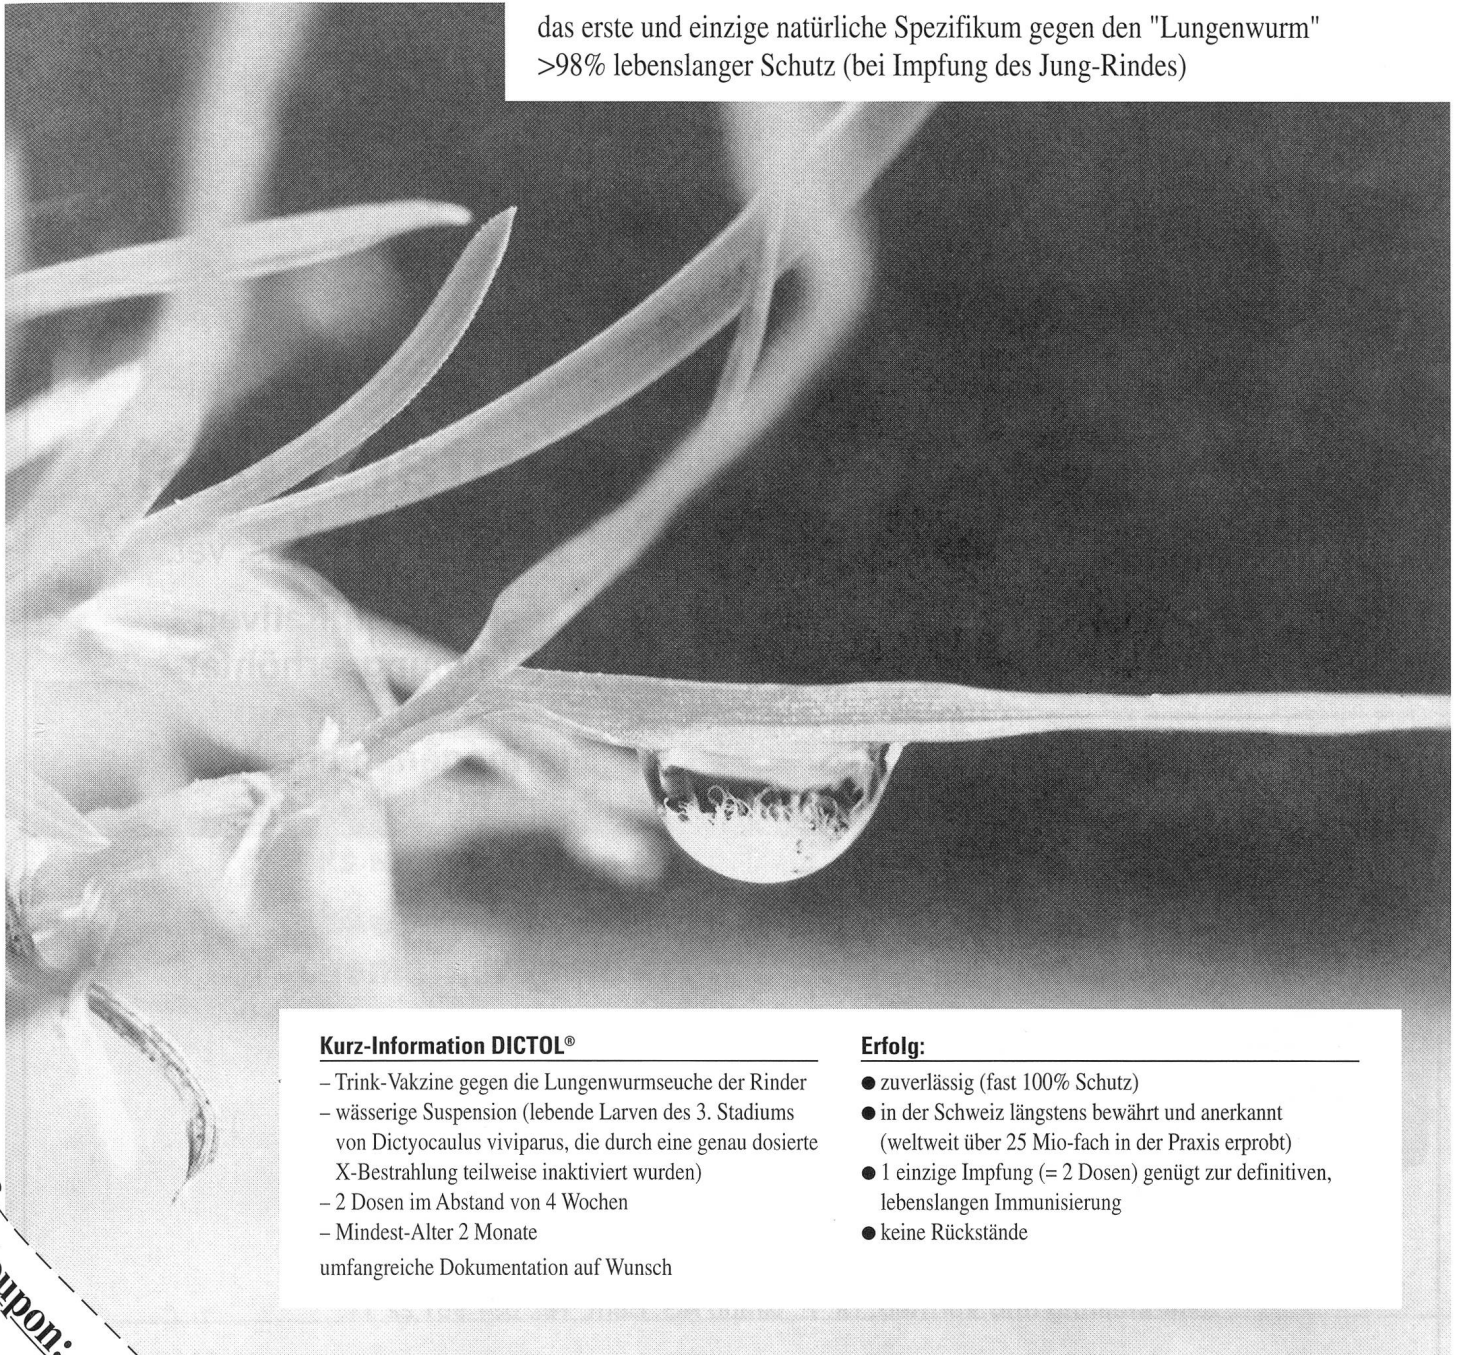 das erste und einzige natürliche Spezifikum gegen den "Lungenwurm"
>98% lebenslanger Schutz (bei Impfung des Jung-Rindes)
Kurz-Information DICTOL®
– Trink-Vakzine gegen die Lungenwurmseuche der Rinder
– wässerige Suspension (lebende Larven des 3. Stadiums
von Dictyocaulus viviparus, die durch eine genau dosierte
X-Bestrahlung teilweise inaktiviert wurden)
– 2 Dosen im Abstand von 4 Wochen
– Mindest-Alter 2 Monate
umfangreiche Dokumentation auf Wunsch
Erfolg:
● zuverlässig (fast 100% Schutz)
● in der Schweiz längstens bewährt und anerkannt
(weltweit über 25 Mio-fach in der Praxis erprobt)
● 1 einzige Impfung (= 2 Dosen) genügt zur definitiven,
lebenslangen Immunisierung
● keine Rückstände